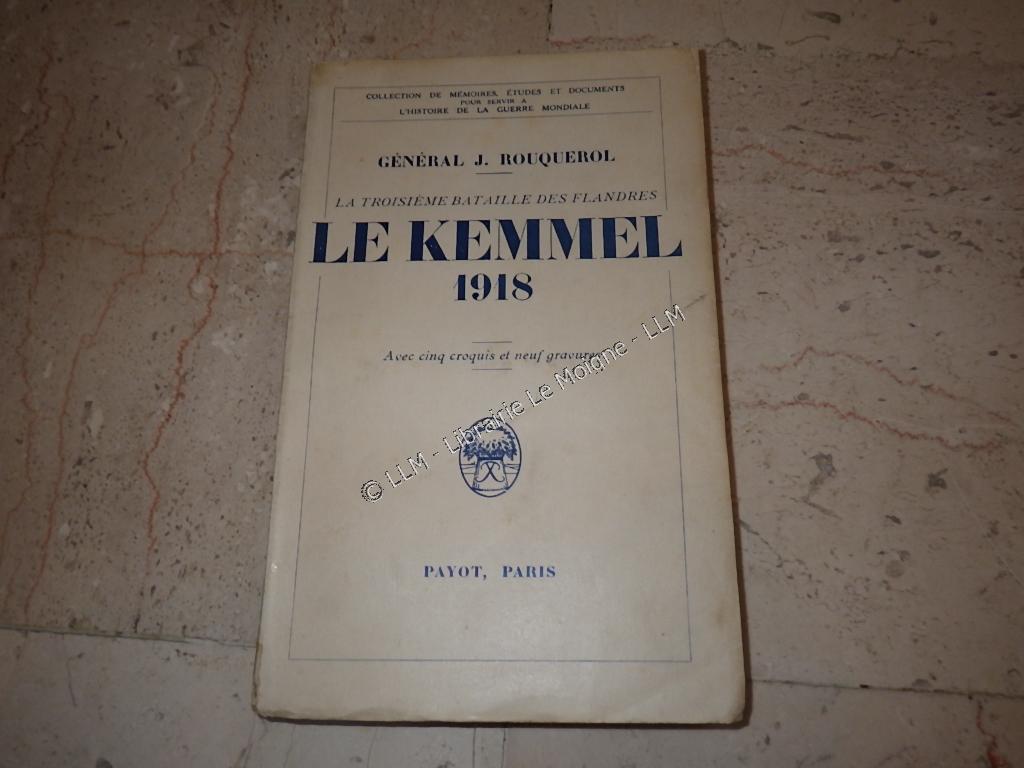 COLLECTION DE MÉMOIRES, ÉTUDES ET DOCUMENTS
POUR SERVIR A
L'HISTOIRE DE LA GUERRE MONDIALE
GÉNÉRAL J. ROUQUEROL
LA TROISIÈME BATAILLE DES FLANDRES
LE KEMMEL
1918
Avec cinq croquis et neuf gravures
© LLM - Librairie Le Moigne - LLM
PAYOT, PARIS